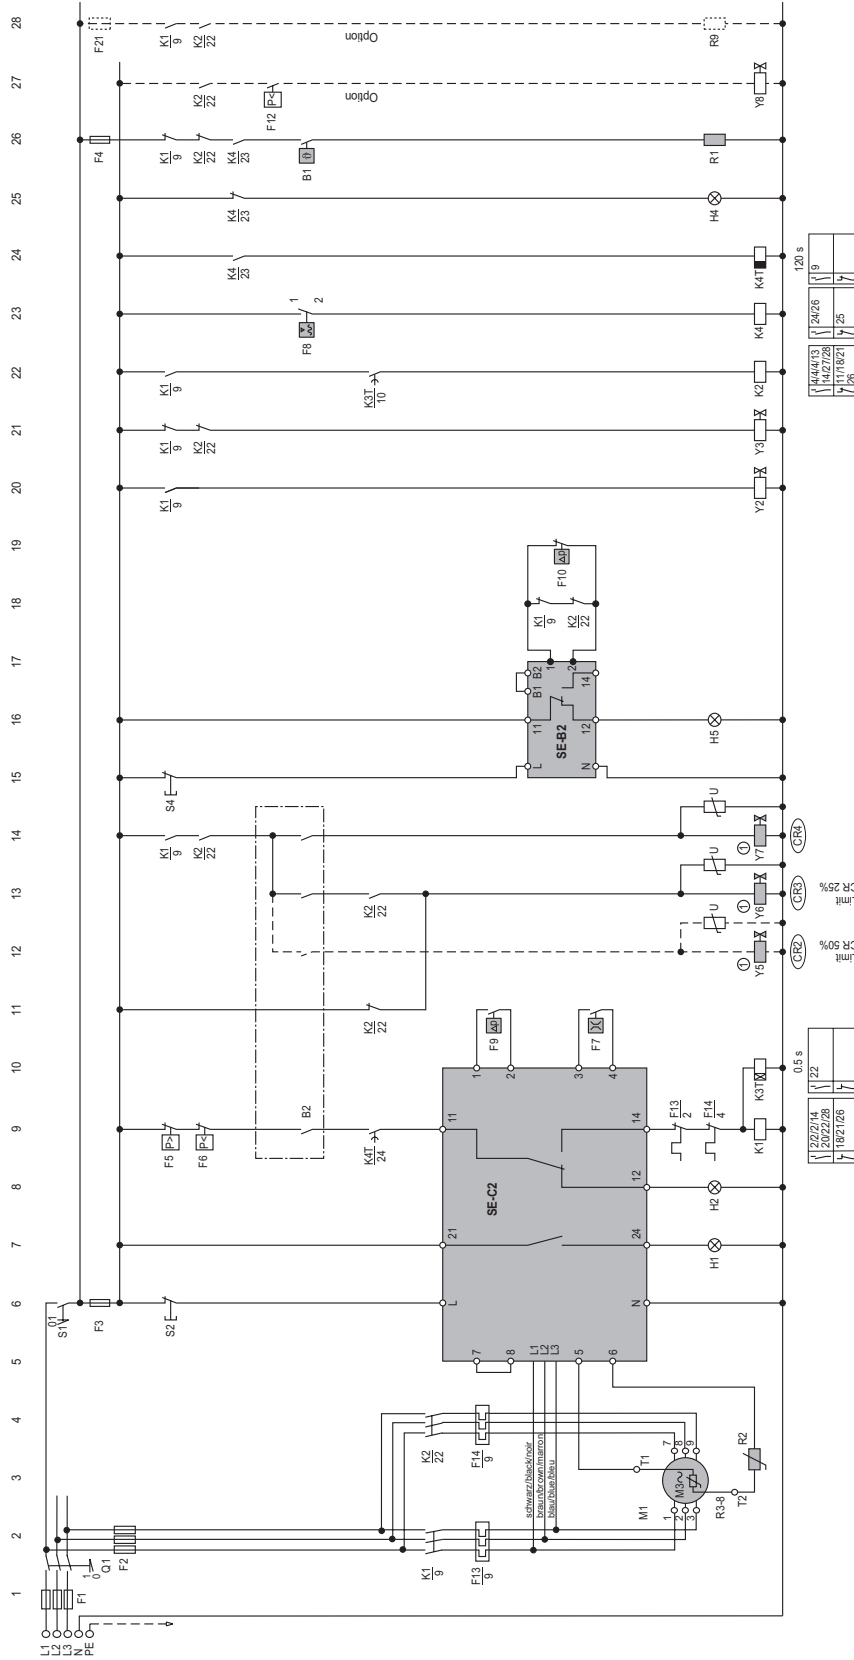 1 2 3 4 5 6 7 8 9 10 11 12 13 14 15 16 17 18 19 20 21 22 23 24 25 26 27 28
L1
L2
L3
N
PE
F1
1
0
Q1
F2
K1
9
F13
9
K2
22
F14
9
schwarz/black/noir
braun/brown/marron
blau/blue/bleu
M1
1
2
3
7
8
9
M3~
T1
R3-8
T2
R2
0 1
S1
F3
S2
SE-C2
7
8
L1
L2
L3
5
6
L
N
21
24
12
11
14
1
2
3
4
H1
H2
P>
F5
P<
F6
B2
K4T
24
F13
2
F14
4
K1
K3T
0.5 s
2/2/2/14
20/22/28
18/21/26
22
Δp
F9
F7
K2
22
U
1
Y5
CR2
K2
22
U
1
Y6
CR3
K1
9
K2
22
U
1
Y7
CR4
Limit
CR 50%
Limit
CR 25%
S4
SE-B2
L
N
11
12
B1
B2
14
1
2
H5
K1
9
K2
22
Δp
F10
K1
9
Y2
K1
9
K2
22
Y3
K1
9
K3T
10
K2
4/4/4/13
14/27/28
11/18/21
26
1
2
F8
K4
24/26
25
K4
23
K4T
120 s
9
K4
23
H4
F4
K1
9
K2
22
K4
23
B1
R1
K2
22
P<
F12
Option
Y8
F21
K1
9
K2
22
Option
R9